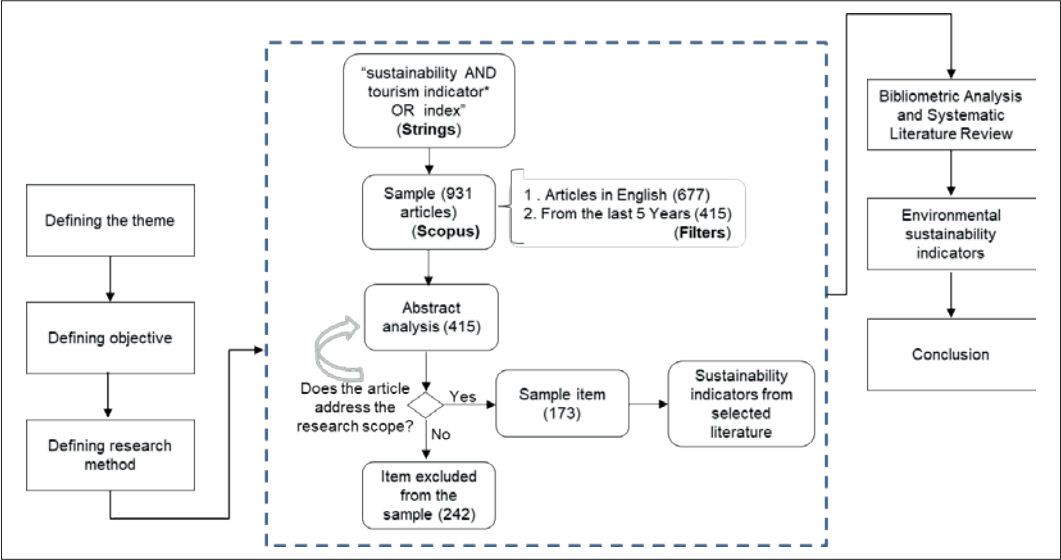 Defining the theme
Defining objective
Defining research
method
“sustainability AND
tourism indicator*
OR index”
(Strings)
Sample (931
articles)
(Scopus)
1 . Articles in English (677)
2. From the last 5 Years (415)
(Filters)
Abstract
analysis (415)
Does the article
address the
research scope?
Yes
No
Sample item
(173)
Sustainability
indicators from
selected
literature
Item excluded
from the
sample (242)
Bibliometric Analysis
and Systematic
Literature Review
Environmental
sustainability
indicators
Conclusion